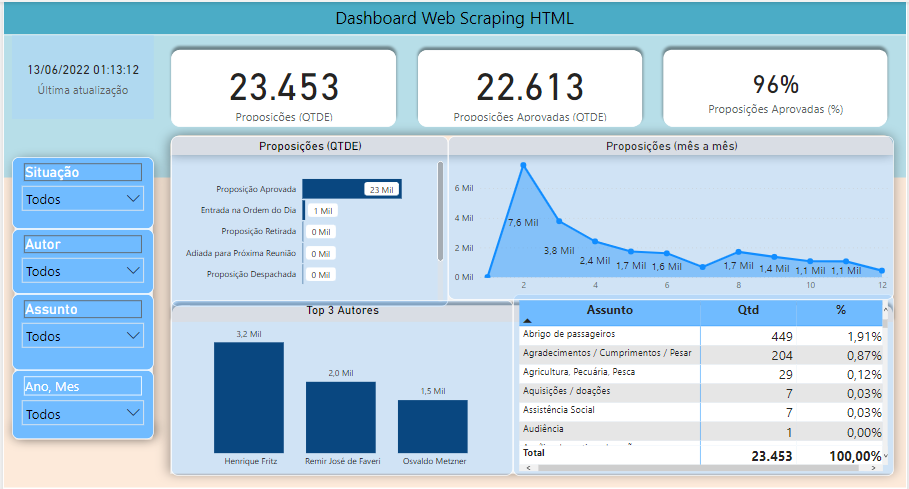 Dashboard Web Scraping HTML
13/06/2022 01:13:12
Última atualização
23.453
Proposições (QTDE)
22.613
Proposições Aprovadas (QTDE)
96%
Proposições Aprovadas (%)
Situação
Todos
Autor
Todos
Assunto
Todos
Ano, Mes
Todos
Proposições (QTDE)
Proposição Aprovada 23 Mil
Entrada na Ordem do Dia 1 Mil
Proposição Retirada 0 Mil
Adiada para Próxima Reunião 0 Mil
Proposição Despachada 0 Mil
Proposições (mês a mês)
6 Mil
4 Mil
2 Mil
0 Mil
7,6 Mil 3,8 Mil 2,4 Mil 1,7 Mil 1,6 Mil 1,7 Mil 1,4 Mil 1,1 Mil 1,1 Mil
2 4 6 8 10 12
Top 3 Autores
3,2 Mil 2,0 Mil 1,5 Mil
Henrique Fritz Remir José de Faveri Osvaldo Metzner
Assunto Qtd %
Abrigo de passageiros 449 1,91%
Agradecimentos / Cumprimentos / Pesar 204 0,87%
Agricultura, Pecuária, Pesca 29 0,12%
Aquisições / doações 7 0,03%
Assistência Social 7 0,03%
Audiência 1 0,00%
Total 23.453 100,00%